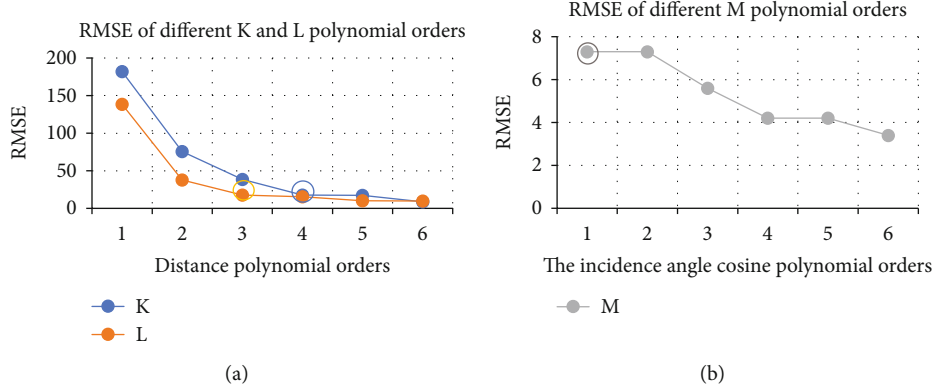 RMSE of different K and L polynomial orders
200
150
100
50
0
RMSE
1 2 3 4 5 6
Distance polynomial orders
K
L
(a)
RMSE of different M polynomial orders
8
6
4
2
0
RMSE
1 2 3 4 5 6
The incidence angle cosine polynomial orders
M
(b)